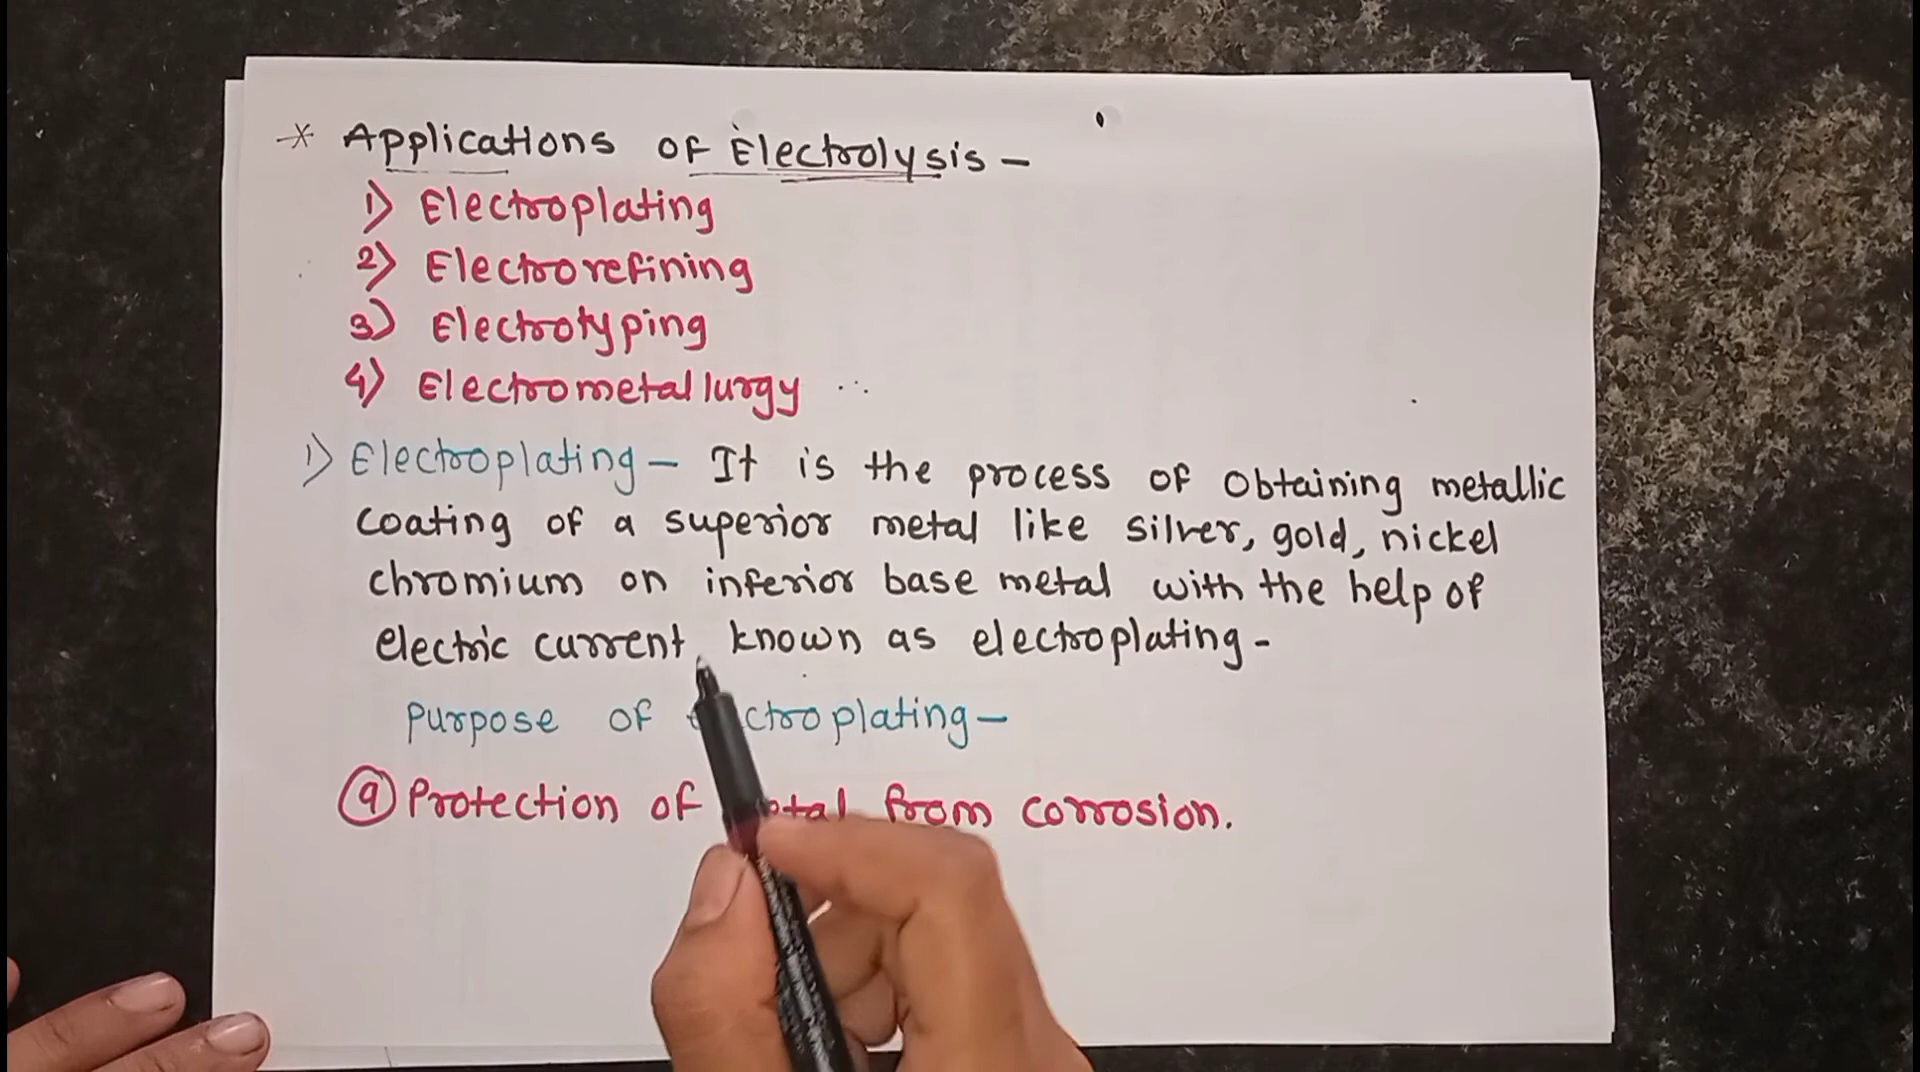 * Applications of Electrolysis –
1) Electroplating
2) Electrorefining
3) Electrotyping
4) Electrometallurgy
1) Electroplating – It is the process of Obtaining metallic
coating of a superior metal like silver, gold, nickel
chromium on inferior base metal with the help of
electric current known as electroplating -
Purpose of electroplating –
a Protection of metal from corrosion.